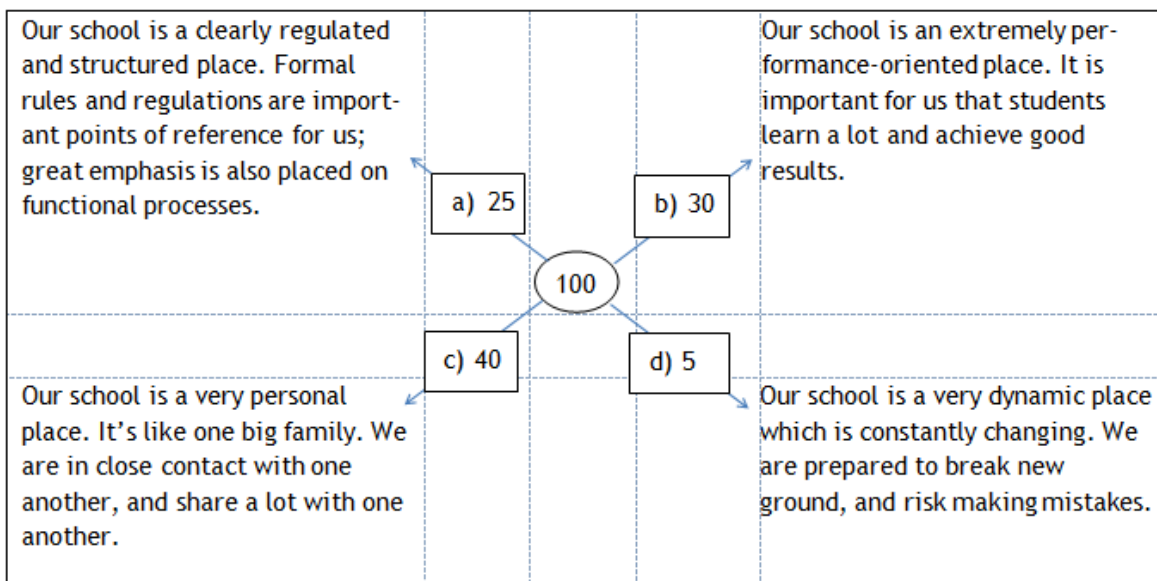 Our school is a clearly regulated
and structured place. Formal
rules and regulations are import-
ant points of reference for us;
great emphasis is also placed on
functional processes.
Our school is an extremely per-
formance-oriented place. It is
important for us that students
learn a lot and achieve good
results.
a) 25
b) 30
100
c) 40
d) 5
Our school is a very personal
place. It's like one big family. We
are in close contact with one
another, and share a lot with one
another.
Our school is a very dynamic place
which is constantly changing. We
are prepared to break new
ground, and risk making mistakes.